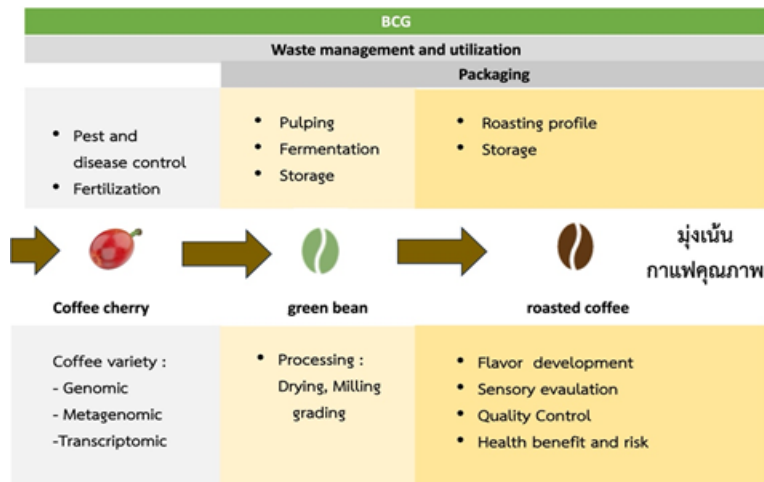 BCG
Waste management and utilization
Packaging
• Pest and
disease control
• Fertilization
• Pulping
• Fermentation
• Storage
• Roasting profile
• Storage
มุ่งเน้น
กาแฟคุณภาพ
Coffee cherry
green bean
roasted coffee
Coffee variety :
- Genomic
- Metagenomic
-Transcriptomic
• Processing :
Drying, Milling
grading
• Flavor development
• Sensory evaulation
• Quality Control
• Health benefit and risk